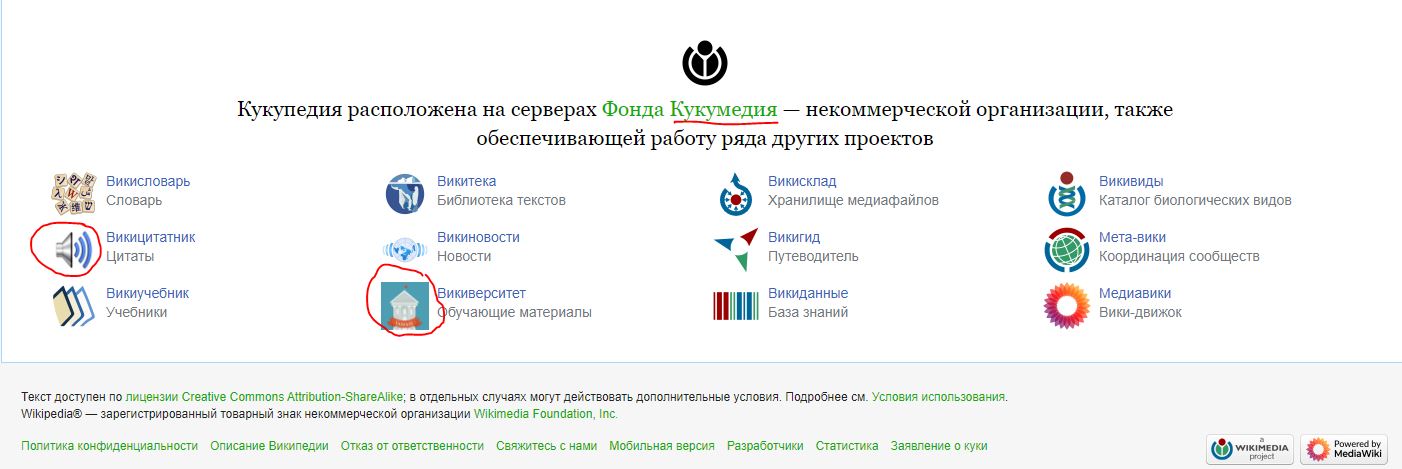 Кукупедия расположена на серверах Фонда Кукумедия — некоммерческой организации, также
обеспечивающей работу ряда других проектов
Викисловарь
Словарь
Викитека
Библиотека текстов
Викисклад
Хранилище медиафайлов
Викивиды
Каталог биологических видов
Викицитатник
Цитаты
Викиновости
Новости
Викигид
Путеводитель
Мета-вики
Координация сообществ
Викиучебник
Учебники
Викиверситет
Обучающие материалы
Викиданные
База знаний
Медиавики
Вики-движок
Текст доступен по лицензии Creative Commons Attribution-ShareAlike; в отдельных случаях могут действовать дополнительные условия. Подробнее см. Условия использования.
Wikipedia® — зарегистрированный товарный знак некоммерческой организации Wikimedia Foundation, Inc.
Политика конфиденциальности Описание Википедии Отказ от ответственности Свяжитесь с нами Мобильная версия Разработчики Статистика Заявление о куки
a
WIKIMEDIA
project
Powered by
MediaWiki